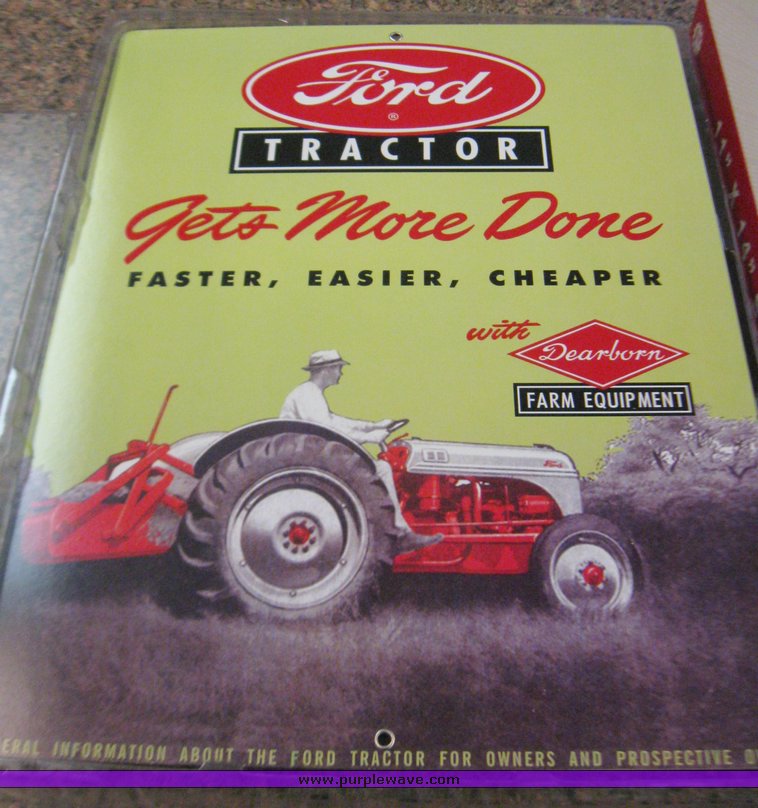 Ford
®
TRACTOR
Gets More Done
FASTER, EASIER, CHEAPER
with
Dearborn
FARM EQUIPMENT
Ford
INFORMATION ABOUT THE FORD TRACTOR FOR OWNERS AND PROSPECTIVE
www.purplewave.com